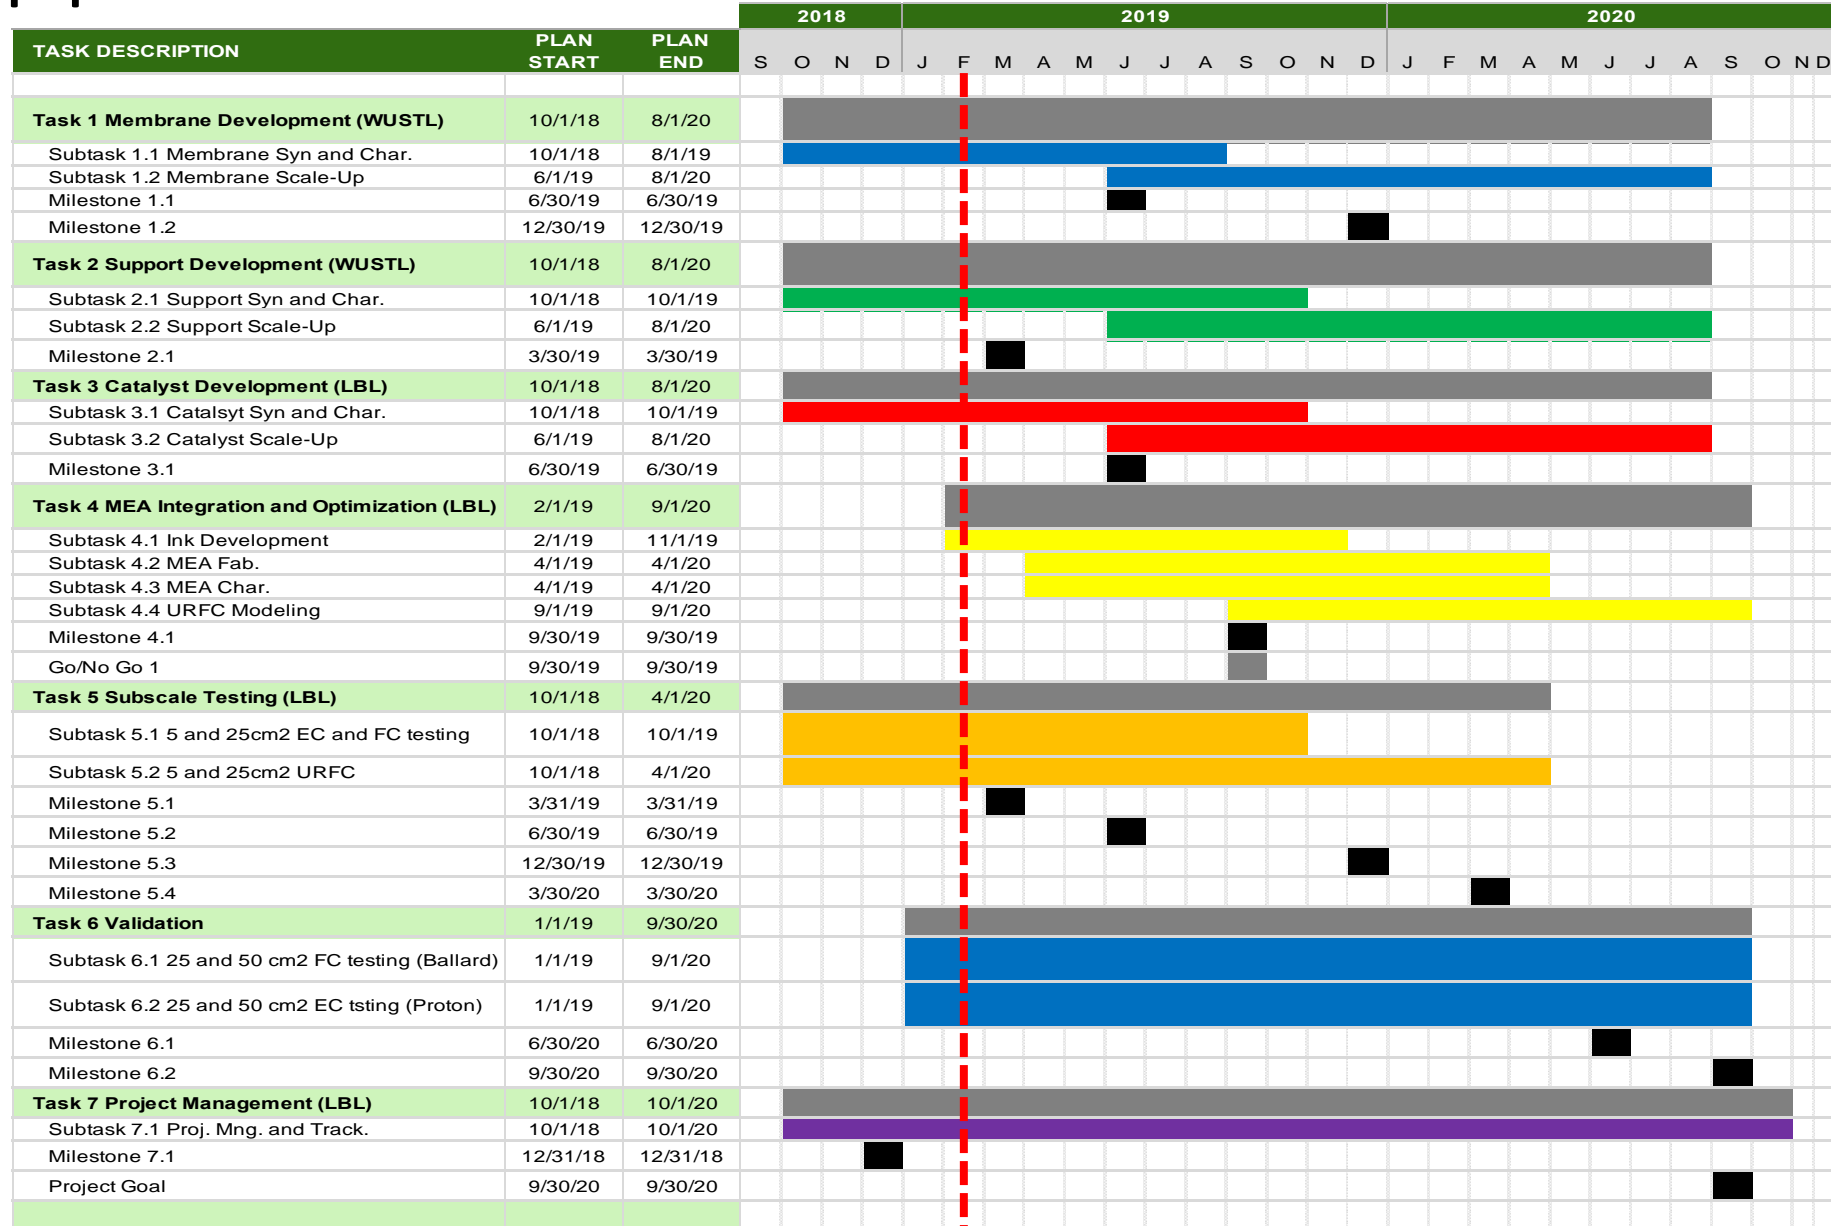 2018 2019 2020
TASK DESCRIPTION PLAN START PLAN END S O N D J F M A M J J A S O N D J F M A M J J A S O N D
Task 1 Membrane Development (WUSTL) 10/1/18 8/1/20
Subtask 1.1 Membrane Syn and Char. 10/1/18 8/1/19
Subtask 1.2 Membrane Scale-Up 6/1/19 8/1/20
Milestone 1.1 6/30/19 6/30/19
Milestone 1.2 12/30/19 12/30/19
Task 2 Support Development (WUSTL) 10/1/18 8/1/20
Subtask 2.1 Support Syn and Char. 10/1/18 10/1/19
Subtask 2.2 Support Scale-Up 6/1/19 8/1/20
Milestone 2.1 3/30/19 3/30/19
Task 3 Catalyst Development (LBL) 10/1/18 8/1/20
Subtask 3.1 Catalsyt Syn and Char. 10/1/18 10/1/19
Subtask 3.2 Catalyst Scale-Up 6/1/19 8/1/20
Milestone 3.1 6/30/19 6/30/19
Task 4 MEA Integration and Optimization (LBL) 2/1/19 9/1/20
Subtask 4.1 Ink Development 2/1/19 11/1/19
Subtask 4.2 MEA Fab. 4/1/19 4/1/20
Subtask 4.3 MEA Char. 4/1/19 4/1/20
Subtask 4.4 URFC Modeling 9/1/19 9/1/20
Milestone 4.1 9/30/19 9/30/19
Go/No Go 1 9/30/19 9/30/19
Task 5 Subscale Testing (LBL) 10/1/18 4/1/20
Subtask 5.1 5 and 25cm2 EC and FC testing 10/1/18 10/1/19
Subtask 5.2 5 and 25cm2 URFC 10/1/18 4/1/20
Milestone 5.1 3/31/19 3/31/19
Milestone 5.2 6/30/19 6/30/19
Milestone 5.3 12/30/19 12/30/19
Milestone 5.4 3/30/20 3/30/20
Task 6 Validation 1/1/19 9/30/20
Subtask 6.1 25 and 50 cm2 FC testing (Ballard) 1/1/19 9/1/20
Subtask 6.2 25 and 50 cm2 EC tsting (Proton) 1/1/19 9/1/20
Milestone 6.1 6/30/20 6/30/20
Milestone 6.2 9/30/20 9/30/20
Task 7 Project Management (LBL) 10/1/18 10/1/20
Subtask 7.1 Proj. Mng. and Track. 10/1/18 10/1/20
Milestone 7.1 12/31/18 12/31/18
Project Goal 9/30/20 9/30/20